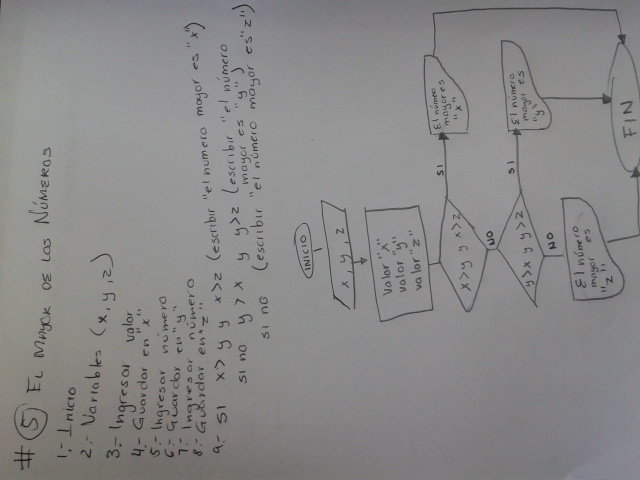 # 5 EL MAYOR DE LOS NÚMEROS
1.- Inicio
2.- Variables (x, y, z)
3.- Ingresar valor
4.- Guardar en "x"
5.- Ingresar número
6.- Guardar en "y"
7.- Ingresar número
8.- Guardar en "z"
9.- SI x>y y x>z (escribir "el numero mayor es "x")
si no y>x y y>z (escribir "el número
mayor es "y")
si no (escribir "el número mayor es "z")
INICIO
x, y, z
Valor "x"
valor "y"
valor "z"
x>y y x>z
SI
El número
mayor es
"x"
NO
y>x y y>z
SI
El número
mayor es
"y"
NO
El número
mayor es
"z"
FIN